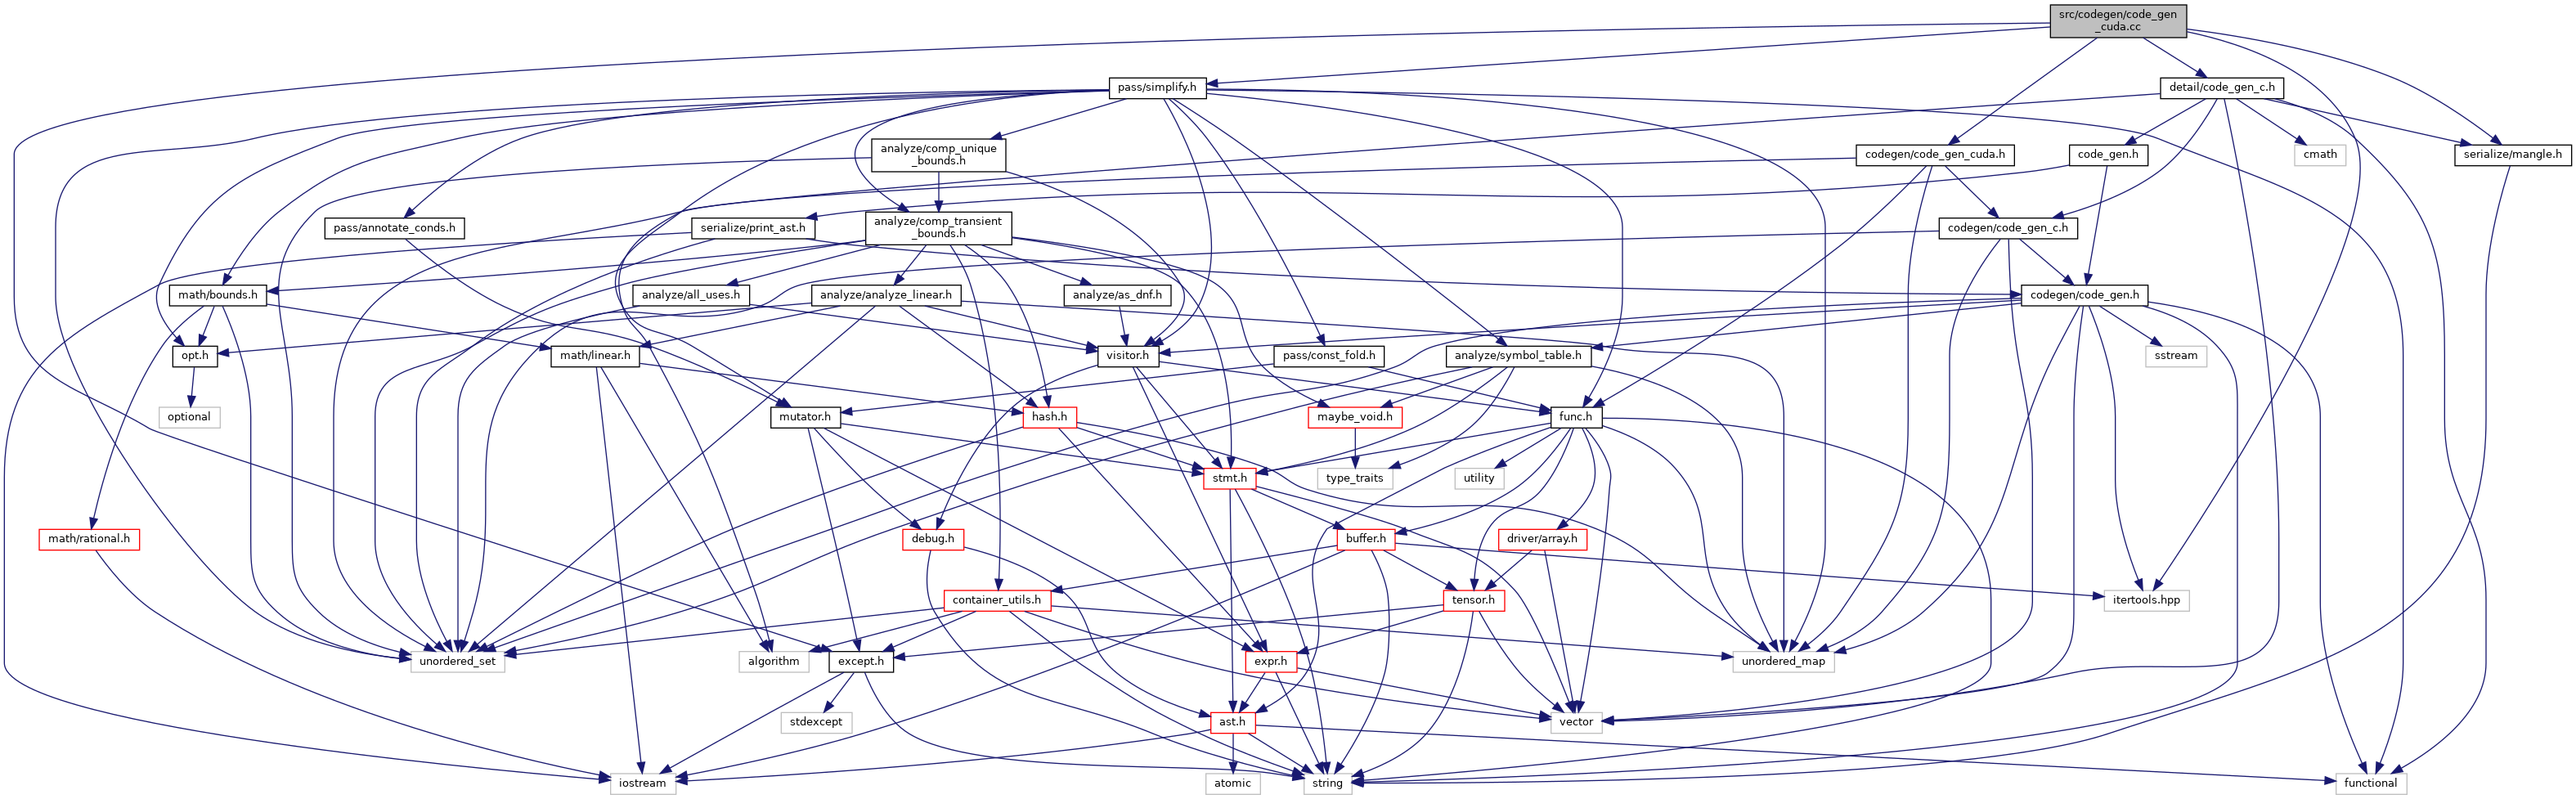 src/codegen/code_gen
_cuda.cc
pass/simplify.h
detail/code_gen_c.h
analyze/comp_unique
_bounds.h
codegen/code_gen_cuda.h
code_gen.h
cmath
serialize/mangle.h
pass/annotate_conds.h
serialize/print_ast.h
analyze/comp_transient
_bounds.h
codegen/code_gen_c.h
math/bounds.h
analyze/all_uses.h
analyze/analyze_linear.h
analyze/as_dnf.h
codegen/code_gen.h
opt.h
math/linear.h
visitor.h
pass/const_fold.h
analyze/symbol_table.h
sstream
optional
mutator.h
hash.h
maybe_void.h
func.h
stmt.h
type_traits
utility
math/rational.h
debug.h
buffer.h
driver/array.h
container_utils.h
tensor.h
itertools.hpp
unordered_set
algorithm
except.h
expr.h
unordered_map
stdexcept
ast.h
vector
iostream
atomic
string
functional